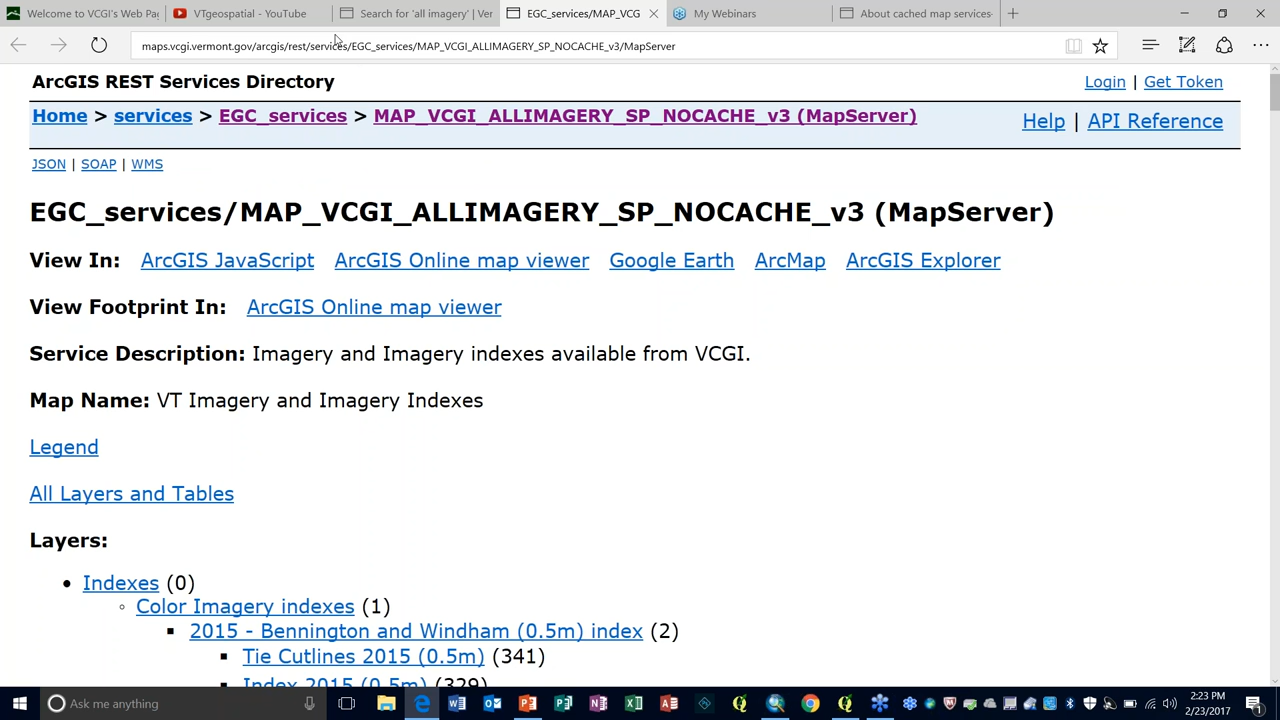 Welcome to VCGI's Web Pag
VTgeospatial - YouTube
Search for 'all imagery' | Ver
EGC_services/MAP_VCG
My Webinars
About cached map services-
maps.vcgi.vermont.gov/arcgis/rest/services/EGC_services/MAP_VCGI_ALLIMAGERY_SP_NOCACHE_v3/MapServer
ArcGIS REST Services Directory
Login | Get Token
Home > services > EGC_services > MAP_VCGI_ALLIMAGERY_SP_NOCACHE_v3 (MapServer)
Help | API Reference
JSON | SOAP | WMS
EGC_services/MAP_VCGI_ALLIMAGERY_SP_NOCACHE_v3 (MapServer)
View In: ArcGIS JavaScript ArcGIS Online map viewer Google Earth ArcMap ArcGIS Explorer
View Footprint In: ArcGIS Online map viewer
Service Description: Imagery and Imagery indexes available from VCGI.
Map Name: VT Imagery and Imagery Indexes
Legend
All Layers and Tables
Layers:
Indexes (0)
Color Imagery indexes (1)
2015 - Bennington and Windham (0.5m) index (2)
Tie Cutlines 2015 (0.5m) (341)
Index 2015 (0.5m) (329)
Ask me anything
2:23 PM
2/23/2017